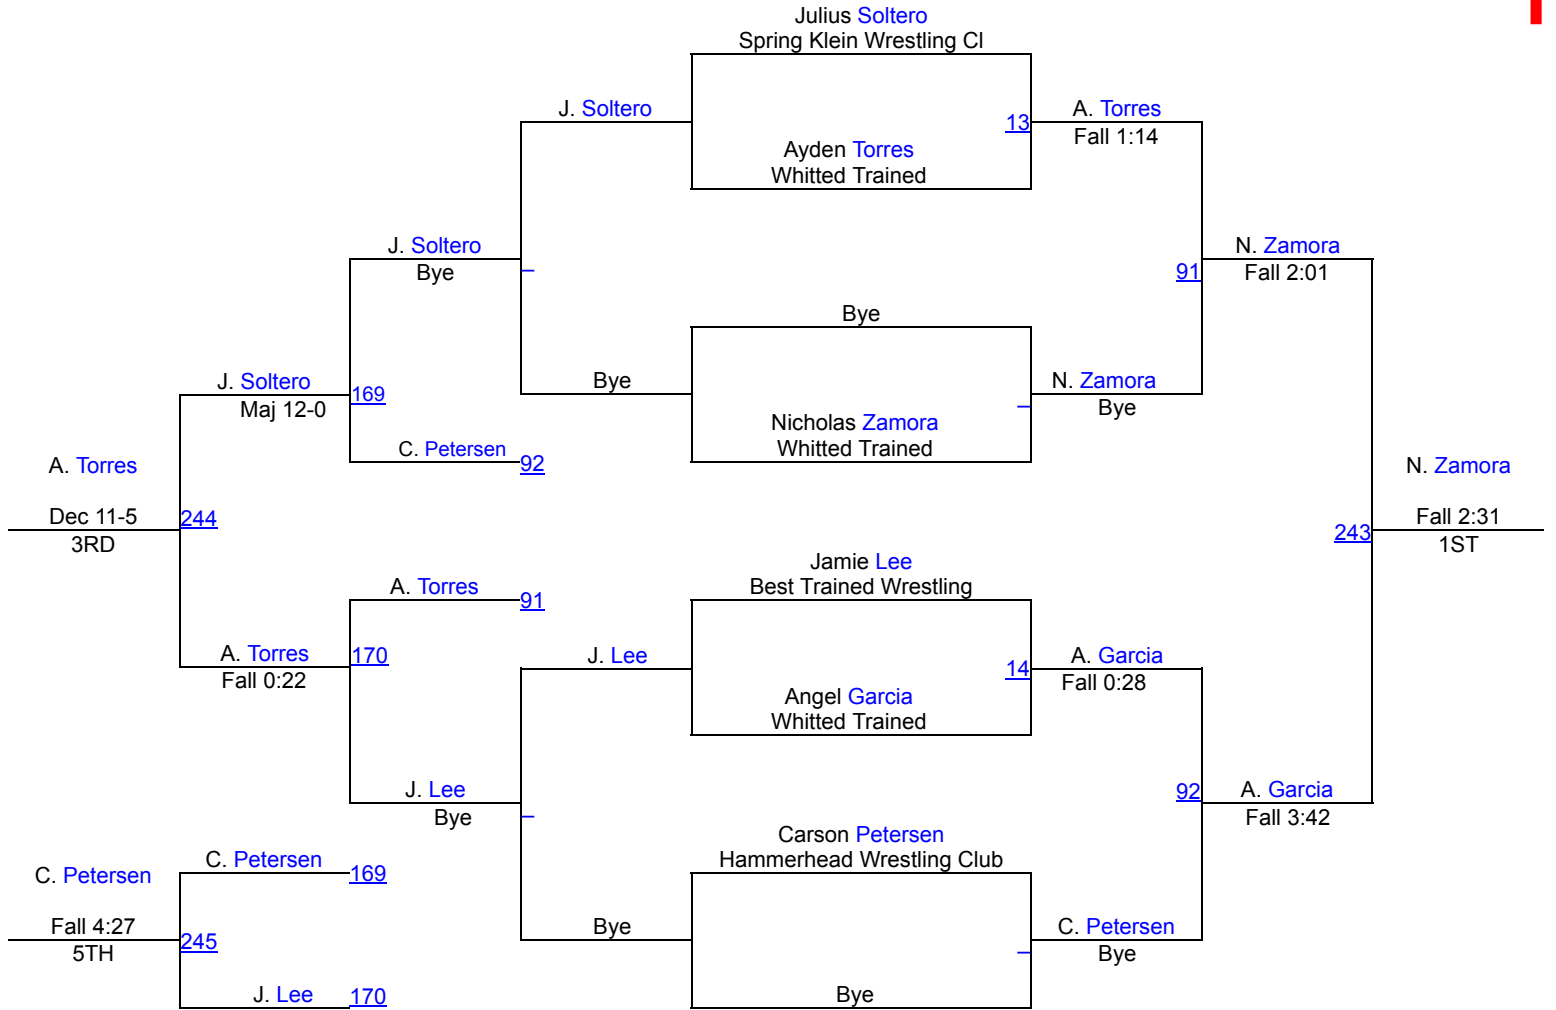 Julius Soltero
Spring Klein Wrestling Cl
J. Soltero
13
A. Torres
Fall 1:14
Ayden Torres
Whitted Trained
J. Soltero
Bye
91
N. Zamora
Fall 2:01
Bye
J. Soltero
Maj 12-0
169
Bye
N. Zamora
Bye
Nicholas Zamora
Whitted Trained
C. Petersen 92
A. Torres
Dec 11-5
3RD
244
N. Zamora
Fall 2:31
1ST
243
Jamie Lee
Best Trained Wrestling
A. Torres 91
A. Torres
Fall 0:22
170
J. Lee
14
A. Garcia
Fall 0:28
Angel Garcia
Whitted Trained
J. Lee
Bye
92
A. Garcia
Fall 3:42
Carson Petersen
Hammerhead Wrestling Club
C. Petersen 169
C. Petersen
Fall 4:27
5TH
245
Bye
C. Petersen
Bye
J. Lee 170
Bye